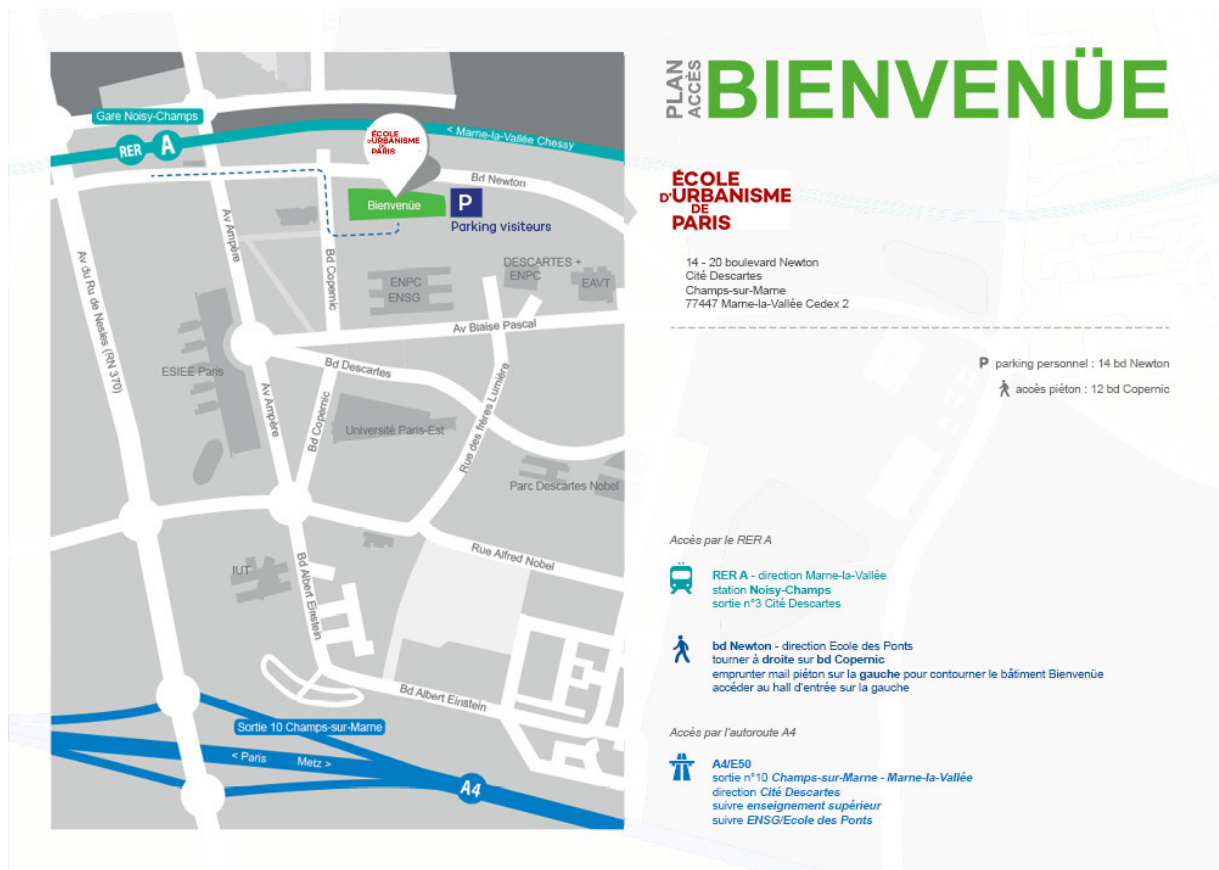 PLAN
ACCÈS
BIENVENÜE
ÉCOLE
D'URBANISME
DE
PARIS
14 - 20 boulevard Newton
Cité Descartes
Champs-sur-Marne
77447 Marne-la-Vallée Cedex 2
P parking personnel : 14 bd Newton
accès piéton : 12 bd Copernic
Accès par le RER A
RER A - direction Marne-la-Vallée
station Noisy-Champs
sortie n°3 Cité Descartes
bd Newton - direction Ecole des Ponts
tourner à droite sur bd Copernic
emprunter mail piéton sur la gauche pour contourner le bâtiment Bienvenüe
accéder au hall d'entrée sur la gauche
Accès par l'autoroute A4
A4/E50
sortie n°10 Champs-sur-Marne - Marne-la-Vallée
direction Cité Descartes
suivre enseignement supérieur
suivre ENSG/Ecole des Ponts
Gare Noisy-Champs
RER A
< Marne-la-Vallée Chessy
ÉCOLE
D'URBANISME
DE
PARIS
Bd Newton
Bienvenüe
P
Parking visiteurs
Av Ampère
Bd Copernic
Av du Ru de Nesles (RN 370)
DESCARTES +
ENPC
EAVT
ENPC
ENSG
Av Blaise Pascal
ESIEE Paris
Bd Descartes
Av Ampère
Bd Copernic
Rue des frères Lumière
Université Paris-Est
Parc Descartes Nobel
Rue Alfred Nobel
IUT
Bd Albert Einstein
Bd Albert Einstein
Sortie 10 Champs-sur-Marne
< Paris
Metz >
A4